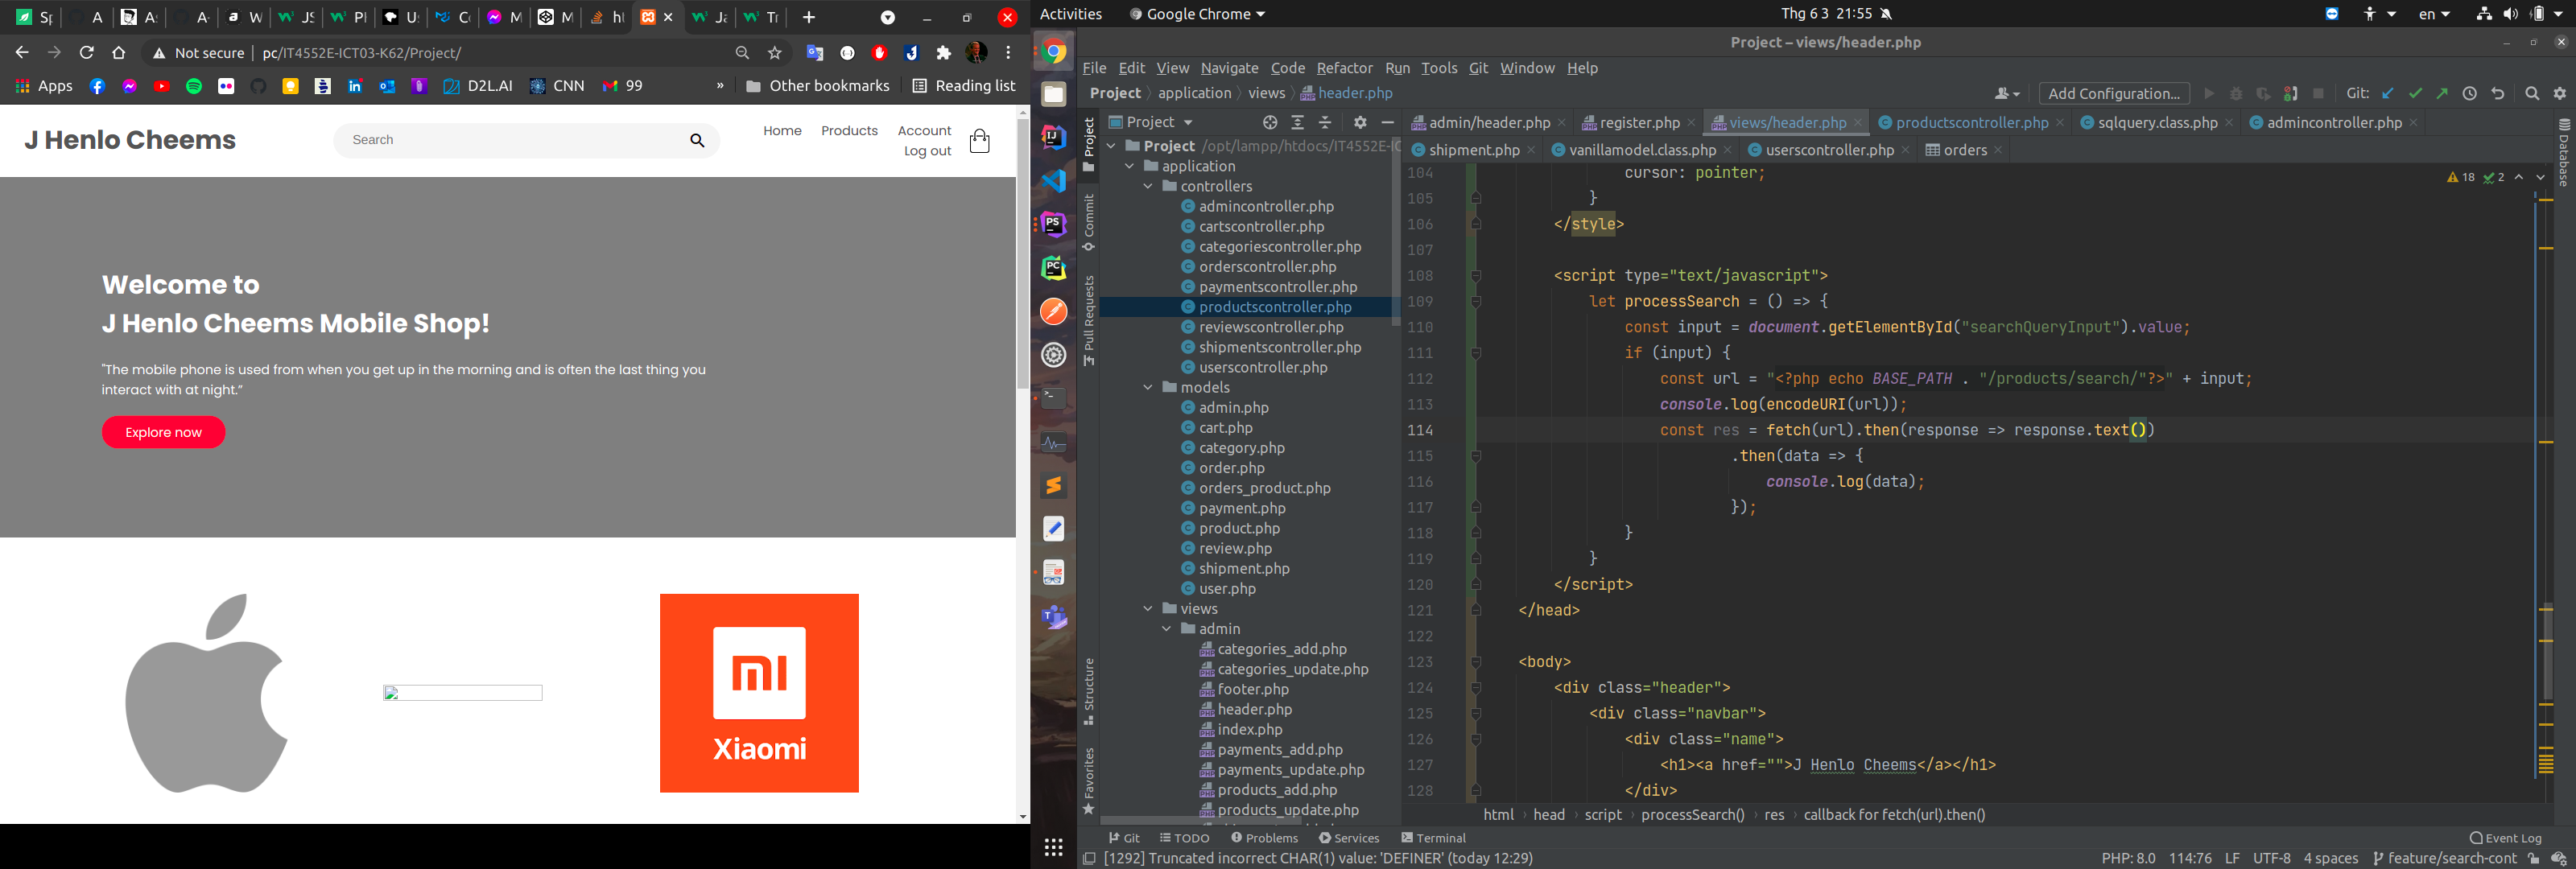 Sp
A
As
A
A
W
JS
Pl
U
Co
M
M
ht
Ja
Tr
Not secure pc/IT4552E-ICT03-K62/Project/
Apps
D2L.AI
CNN
99
»
Other bookmarks
Reading list
J Henlo Cheems
Search
Home
Products
Account
Log out
Welcome to
J Henlo Cheems Mobile Shop!
"The mobile phone is used from when you get up in the morning and is often the last thing you
interact with at night.”
Explore now
Xiaomi
Activities
Google Chrome
Thg 6 3 21:55
en
Project – views/header.php
File Edit View Navigate Code Refactor Run Tools Git Window Help
Project application views header.php
Add Configuration...
Git:
Project
Commit
Pull Requests
Structure
Favorites
Project
Project /opt/lampp/htdocs/IT4552E-IC
application
controllers
admincontroller.php
cartscontroller.php
categoriescontroller.php
orderscontroller.php
paymentscontroller.php
productscontroller.php
reviewscontroller.php
shipmentscontroller.php
userscontroller.php
models
admin.php
cart.php
category.php
order.php
orders_product.php
payment.php
product.php
review.php
shipment.php
user.php
views
admin
categories_add.php
categories_update.php
footer.php
header.php
index.php
payments_add.php
payments_update.php
products_add.php
products_update.php
admin/header.php
register.php
views/header.php
productscontroller.php
sqlquery.class.php
admincontroller.php
shipment.php
vanillamodel.class.php
userscontroller.php
orders
Database
18 2
104 cursor: pointer;
105 }
106 </style>
107
108 <script type="text/javascript">
109 let processSearch = () => {
110 const input = document.getElementById("searchQueryInput").value;
111 if (input) {
112 const url = "<?php echo BASE_PATH . "/products/search/"?>" + input;
113 console.log(encodeURI(url));
114 const res = fetch(url).then(response => response.text())
115 .then(data => {
116 console.log(data);
117 });
118 }
119 }
120 </script>
121 </head>
122
123 <body>
124 <div class="header">
125 <div class="navbar">
126 <div class="name">
127 <h1><a href="">J Henlo Cheems</a></h1>
128 </div>
html head script processSearch() res callback for fetch(url).then()
Git TODO Problems Services Terminal
Event Log
[1292] Truncated incorrect CHAR(1) value: 'DEFINER' (today 12:29)
PHP: 8.0 114:76 LF UTF-8 4 spaces feature/search-cont